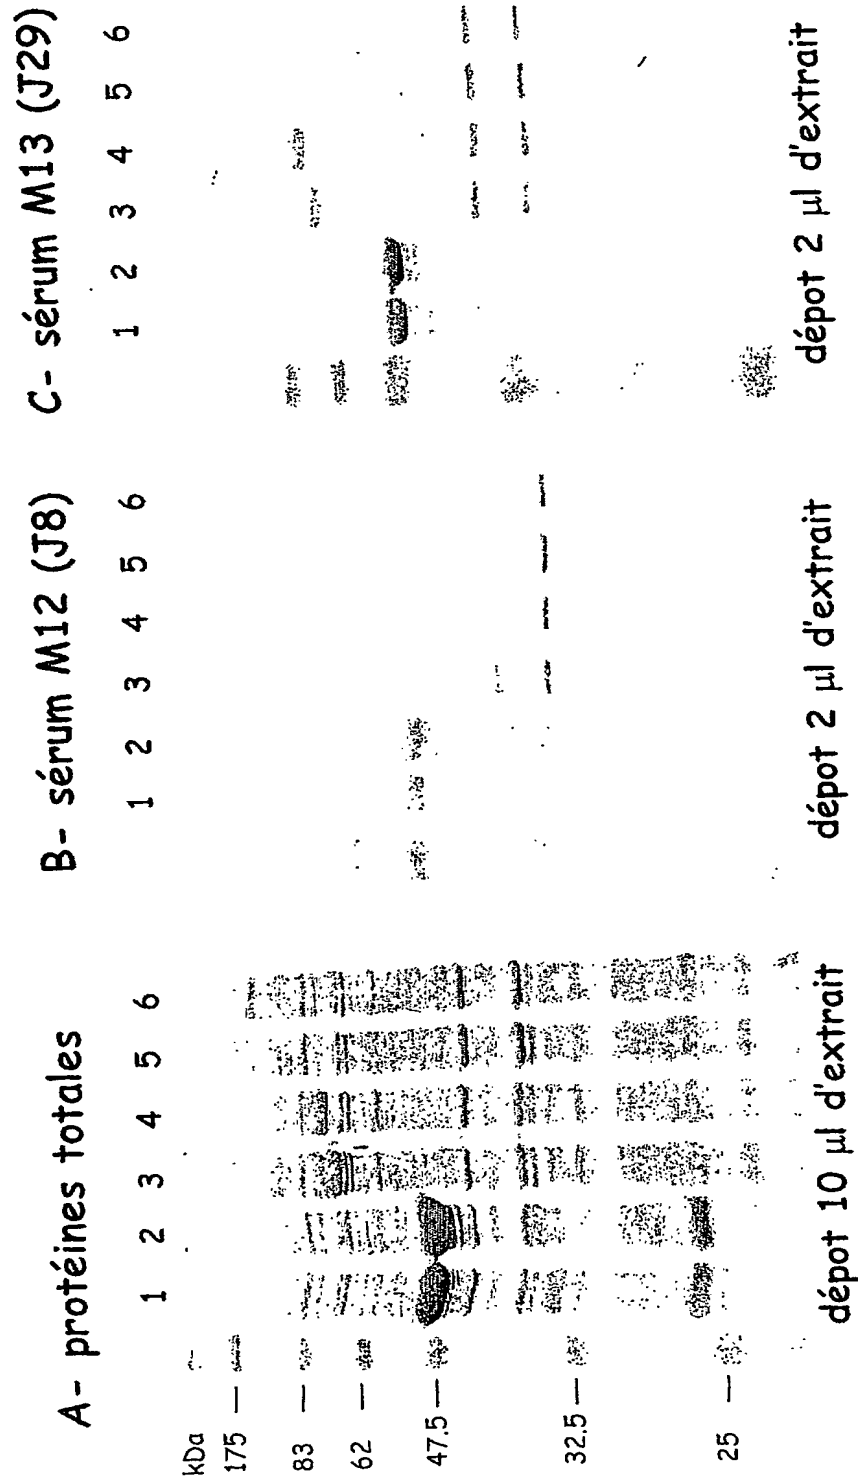 A- protéines totales
1 2 3 4 5 6
kDa
175
83
62
47.5
32.5
25
dépot 10 µl d'extrait
B- sérum M12 (J8)
1 2 3 4 5 6
dépot 2 µl d'extrait
C- sérum M13 (J29)
1 2 3 4 5 6
dépot 2 µl d'extrait